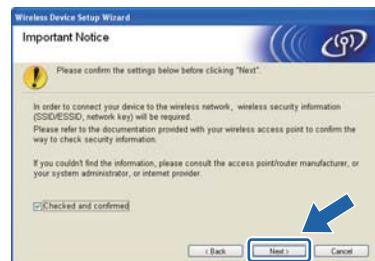 Wireless Device Setup Wizard
Important Notice
Please confirm the settings below before clicking "Next".
In order to connect your device to the wireless network, wireless security information
(SSID/ESSID, network key) will be required.
Please refer to the documentation provided with your wireless access point to confirm the
way to check security information.
If you couldn't find the information, please consult the access point/router manufacturer, or
your system administrator, or internet provider.
Checked and confirmed
< Back
Next >
Cancel